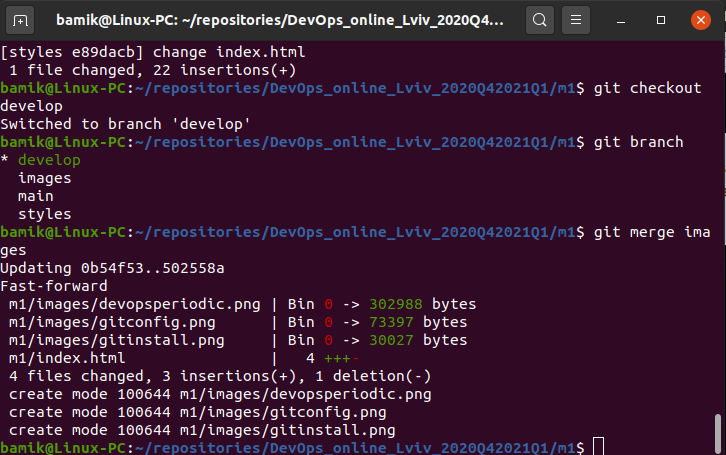 bamik@Linux-PC: ~/repositories/DevOps_online_Lviv_2020Q4...
[styles e89dacb] change index.html
 1 file changed, 22 insertions(+)
bamik@Linux-PC:~/repositories/DevOps_online_Lviv_2020Q42021Q1/m1$ git checkout
develop
Switched to branch 'develop'
bamik@Linux-PC:~/repositories/DevOps_online_Lviv_2020Q42021Q1/m1$ git branch
* develop
  images
  main
  styles
bamik@Linux-PC:~/repositories/DevOps_online_Lviv_2020Q42021Q1/m1$ git merge ima
ges
Updating 0b54f53..502558a
Fast-forward
 m1/images/devopsperiodic.png | Bin 0 -> 302988 bytes
 m1/images/gitconfig.png      | Bin 0 -> 73397 bytes
 m1/images/gitinstall.png     | Bin 0 -> 30027 bytes
 m1/index.html                |   4 +++-
 4 files changed, 3 insertions(+), 1 deletion(-)
 create mode 100644 m1/images/devopsperiodic.png
 create mode 100644 m1/images/gitconfig.png
 create mode 100644 m1/images/gitinstall.png
bamik@Linux-PC:~/repositories/DevOps_online_Lviv_2020Q42021Q1/m1$